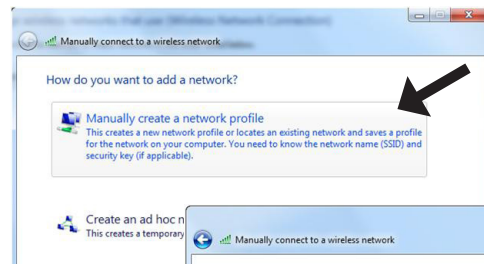 Manually connect to a wireless network
How do you want to add a network?
Manually create a network profile
This creates a new network profile or locates an existing network and saves a profile
for the network on your computer. You need to know the network name (SSID) and
security key (if applicable).
Create an ad hoc n
This creates a temporary
Manually connect to a wireless network